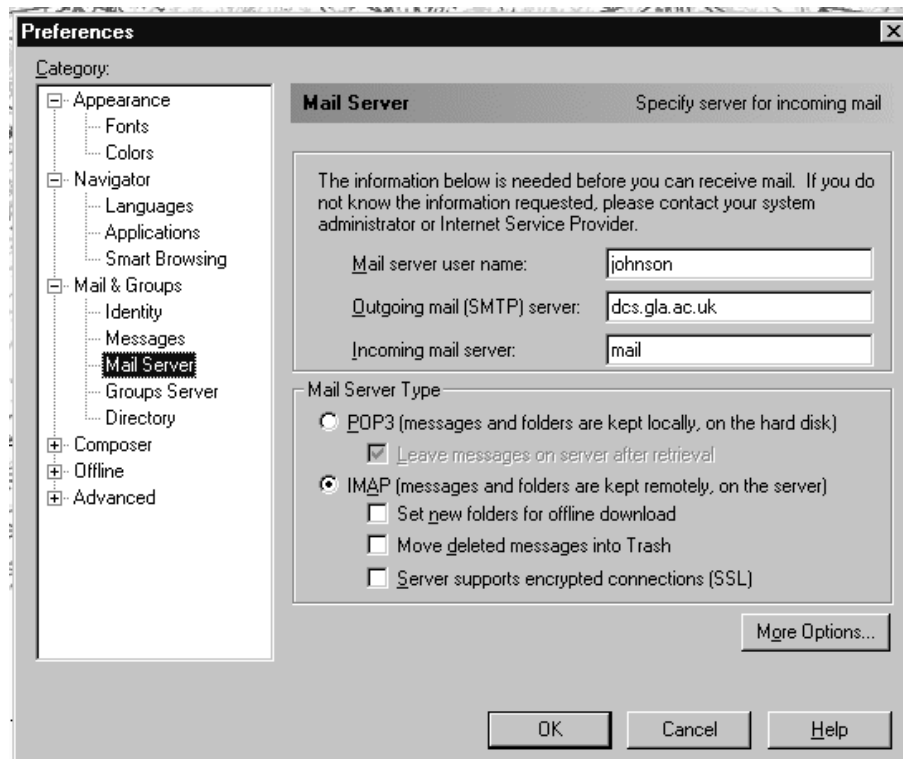 Preferences
Category:
Appearance
Fonts
Colors
Navigator
Languages
Applications
Smart Browsing
Mail & Groups
Identity
Messages
Mail Server
Groups Server
Directory
Composer
Offline
Advanced
Mail Server Specify server for incoming mail
The information below is needed before you can receive mail. If you do
not know the information requested, please contact your system
administrator or Internet Service Provider.
Mail server user name: johnson
Outgoing mail (SMTP) server: dcs.gla.ac.uk
Incoming mail server: mail
Mail Server Type
POP3 (messages and folders are kept locally, on the hard disk)
Leave messages on server after retrieval
IMAP (messages and folders are kept remotely, on the server)
Set new folders for offline download
Move deleted messages into Trash
Server supports encrypted connections (SSL)
More Options...
OK Cancel Help